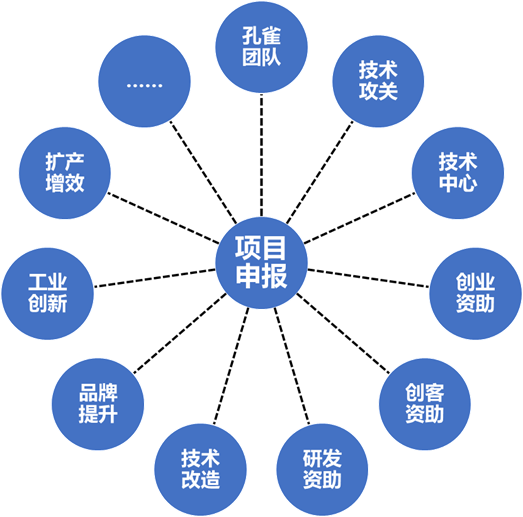 孔雀
团队
技术
攻关
技术
中心
创业
资助
创客
资助
研发
资助
技术
改造
品牌
提升
工业
创新
扩产
增效
……
项目
申报